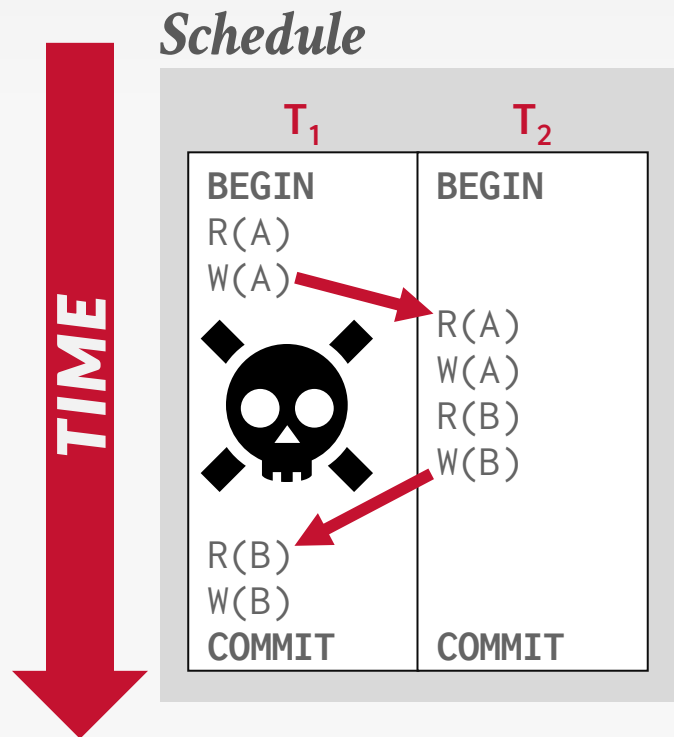 Schedule
TIME
T1 T2
BEGIN BEGIN
R(A)
W(A)
R(A)
W(A)
R(B)
W(B)
R(B)
W(B)
COMMIT COMMIT